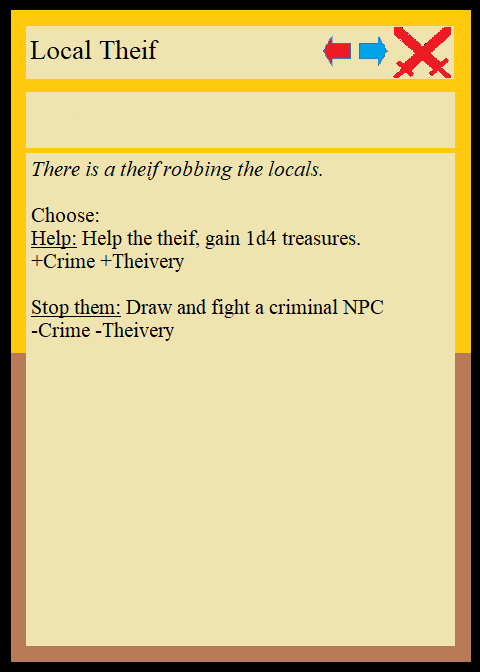 Local Theif
There is a theif robbing the locals.
Choose:
Help: Help the theif, gain 1d4 treasures.
+Crime +Theivery
Stop them: Draw and fight a criminal NPC
-Crime -Theivery